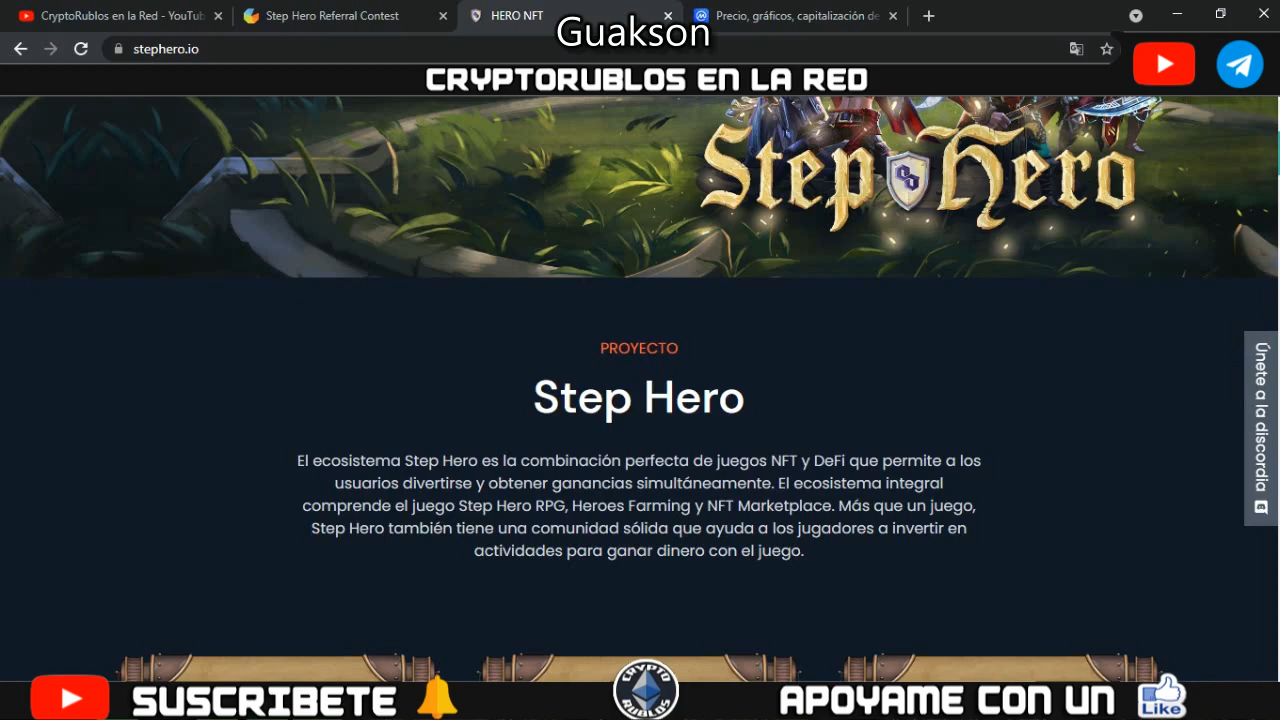 CryptoRublos en la Red - YouTub
Step Hero Referral Contest
HERO NFT
Precio, gráficos, capitalización de
Guakson
stephero.io
CRYPTORUBLOS EN LA RED
Step Hero
PROYECTO
Step Hero
El ecosistema Step Hero es la combinación perfecta de juegos NFT y DeFi que permite a los
usuarios divertirse y obtener ganancias simultáneamente. El ecosistema integral
comprende el juego Step Hero RPG, Heroes Farming y NFT Marketplace. Más que un juego,
Step Hero también tiene una comunidad sólida que ayuda a los jugadores a invertir en
actividades para ganar dinero con el juego.
Únete a la discordia
SUSCRIBETE
CRYPTO
RUBLOS
APOYAME CON UN
Like